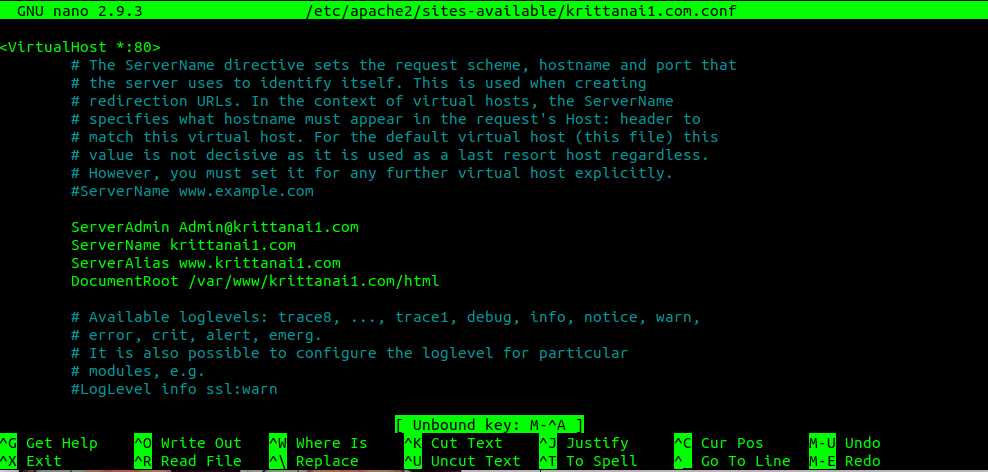 GNU nano 2.9.3 /etc/apache2/sites-available/krittanai1.com.conf
<VirtualHost *:80>
# The ServerName directive sets the request scheme, hostname and port that
# the server uses to identify itself. This is used when creating
# redirection URLs. In the context of virtual hosts, the ServerName
# specifies what hostname must appear in the request's Host: header to
# match this virtual host. For the default virtual host (this file) this
# value is not decisive as it is used as a last resort host regardless.
# However, you must set it for any further virtual host explicitly.
#ServerName www.example.com
ServerAdmin Admin@krittanai1.com
ServerName krittanai1.com
ServerAlias www.krittanai1.com
DocumentRoot /var/www/krittanai1.com/html
# Available loglevels: trace8, ..., trace1, debug, info, notice, warn,
# error, crit, alert, emerg.
# It is also possible to configure the loglevel for particular
# modules, e.g.
#LogLevel info ssl:warn
[ Unbound key: M-^A ]
^G Get Help ^O Write Out ^W Where Is ^K Cut Text ^J Justify ^C Cur Pos M-U Undo
^X Exit ^R Read File ^\ Replace ^U Uncut Text ^T To Spell ^_ Go To Line M-E Redo